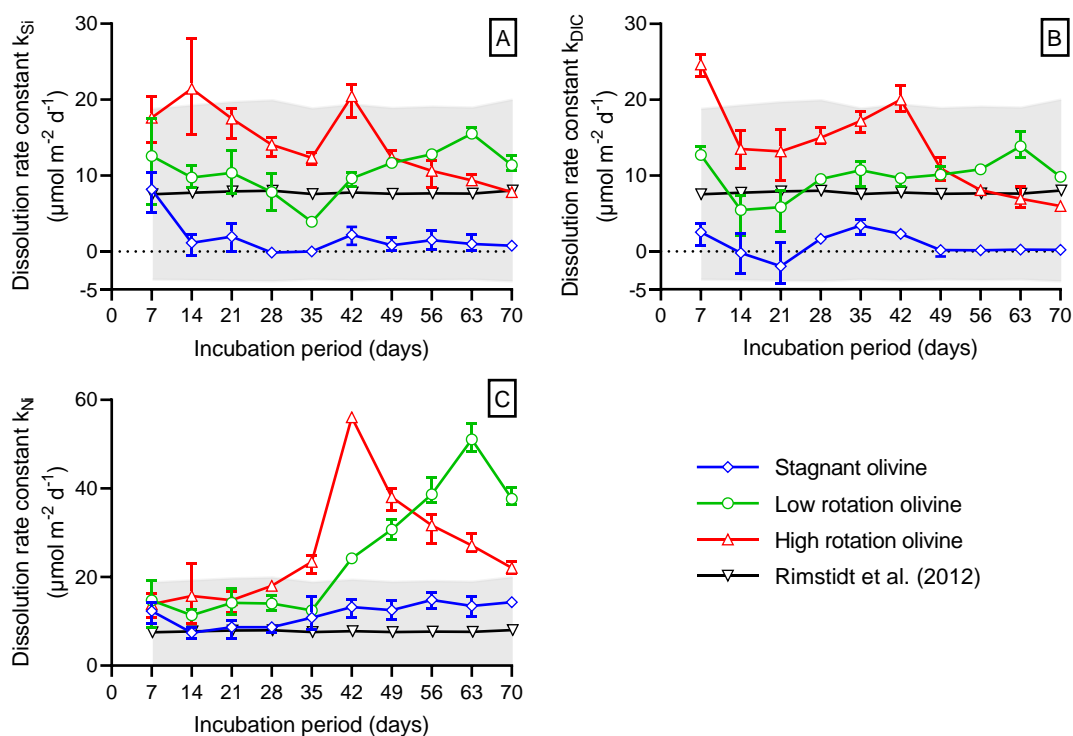 A
Dissolution rate constant k_Si
(µmol m⁻² d⁻¹)
30
20
10
0
-5
0 7 14 21 28 35 42 49 56 63 70
Incubation period (days)
B
Dissolution rate constant k_DIC
(µmol m⁻² d⁻¹)
30
20
10
0
-5
0 7 14 21 28 35 42 49 56 63 70
Incubation period (days)
C
Dissolution rate constant k_Ni
(µmol m⁻² d⁻¹)
60
40
20
0
0 7 14 21 28 35 42 49 56 63 70
Incubation period (days)
Stagnant olivine
Low rotation olivine
High rotation olivine
Rimstidt et al. (2012)